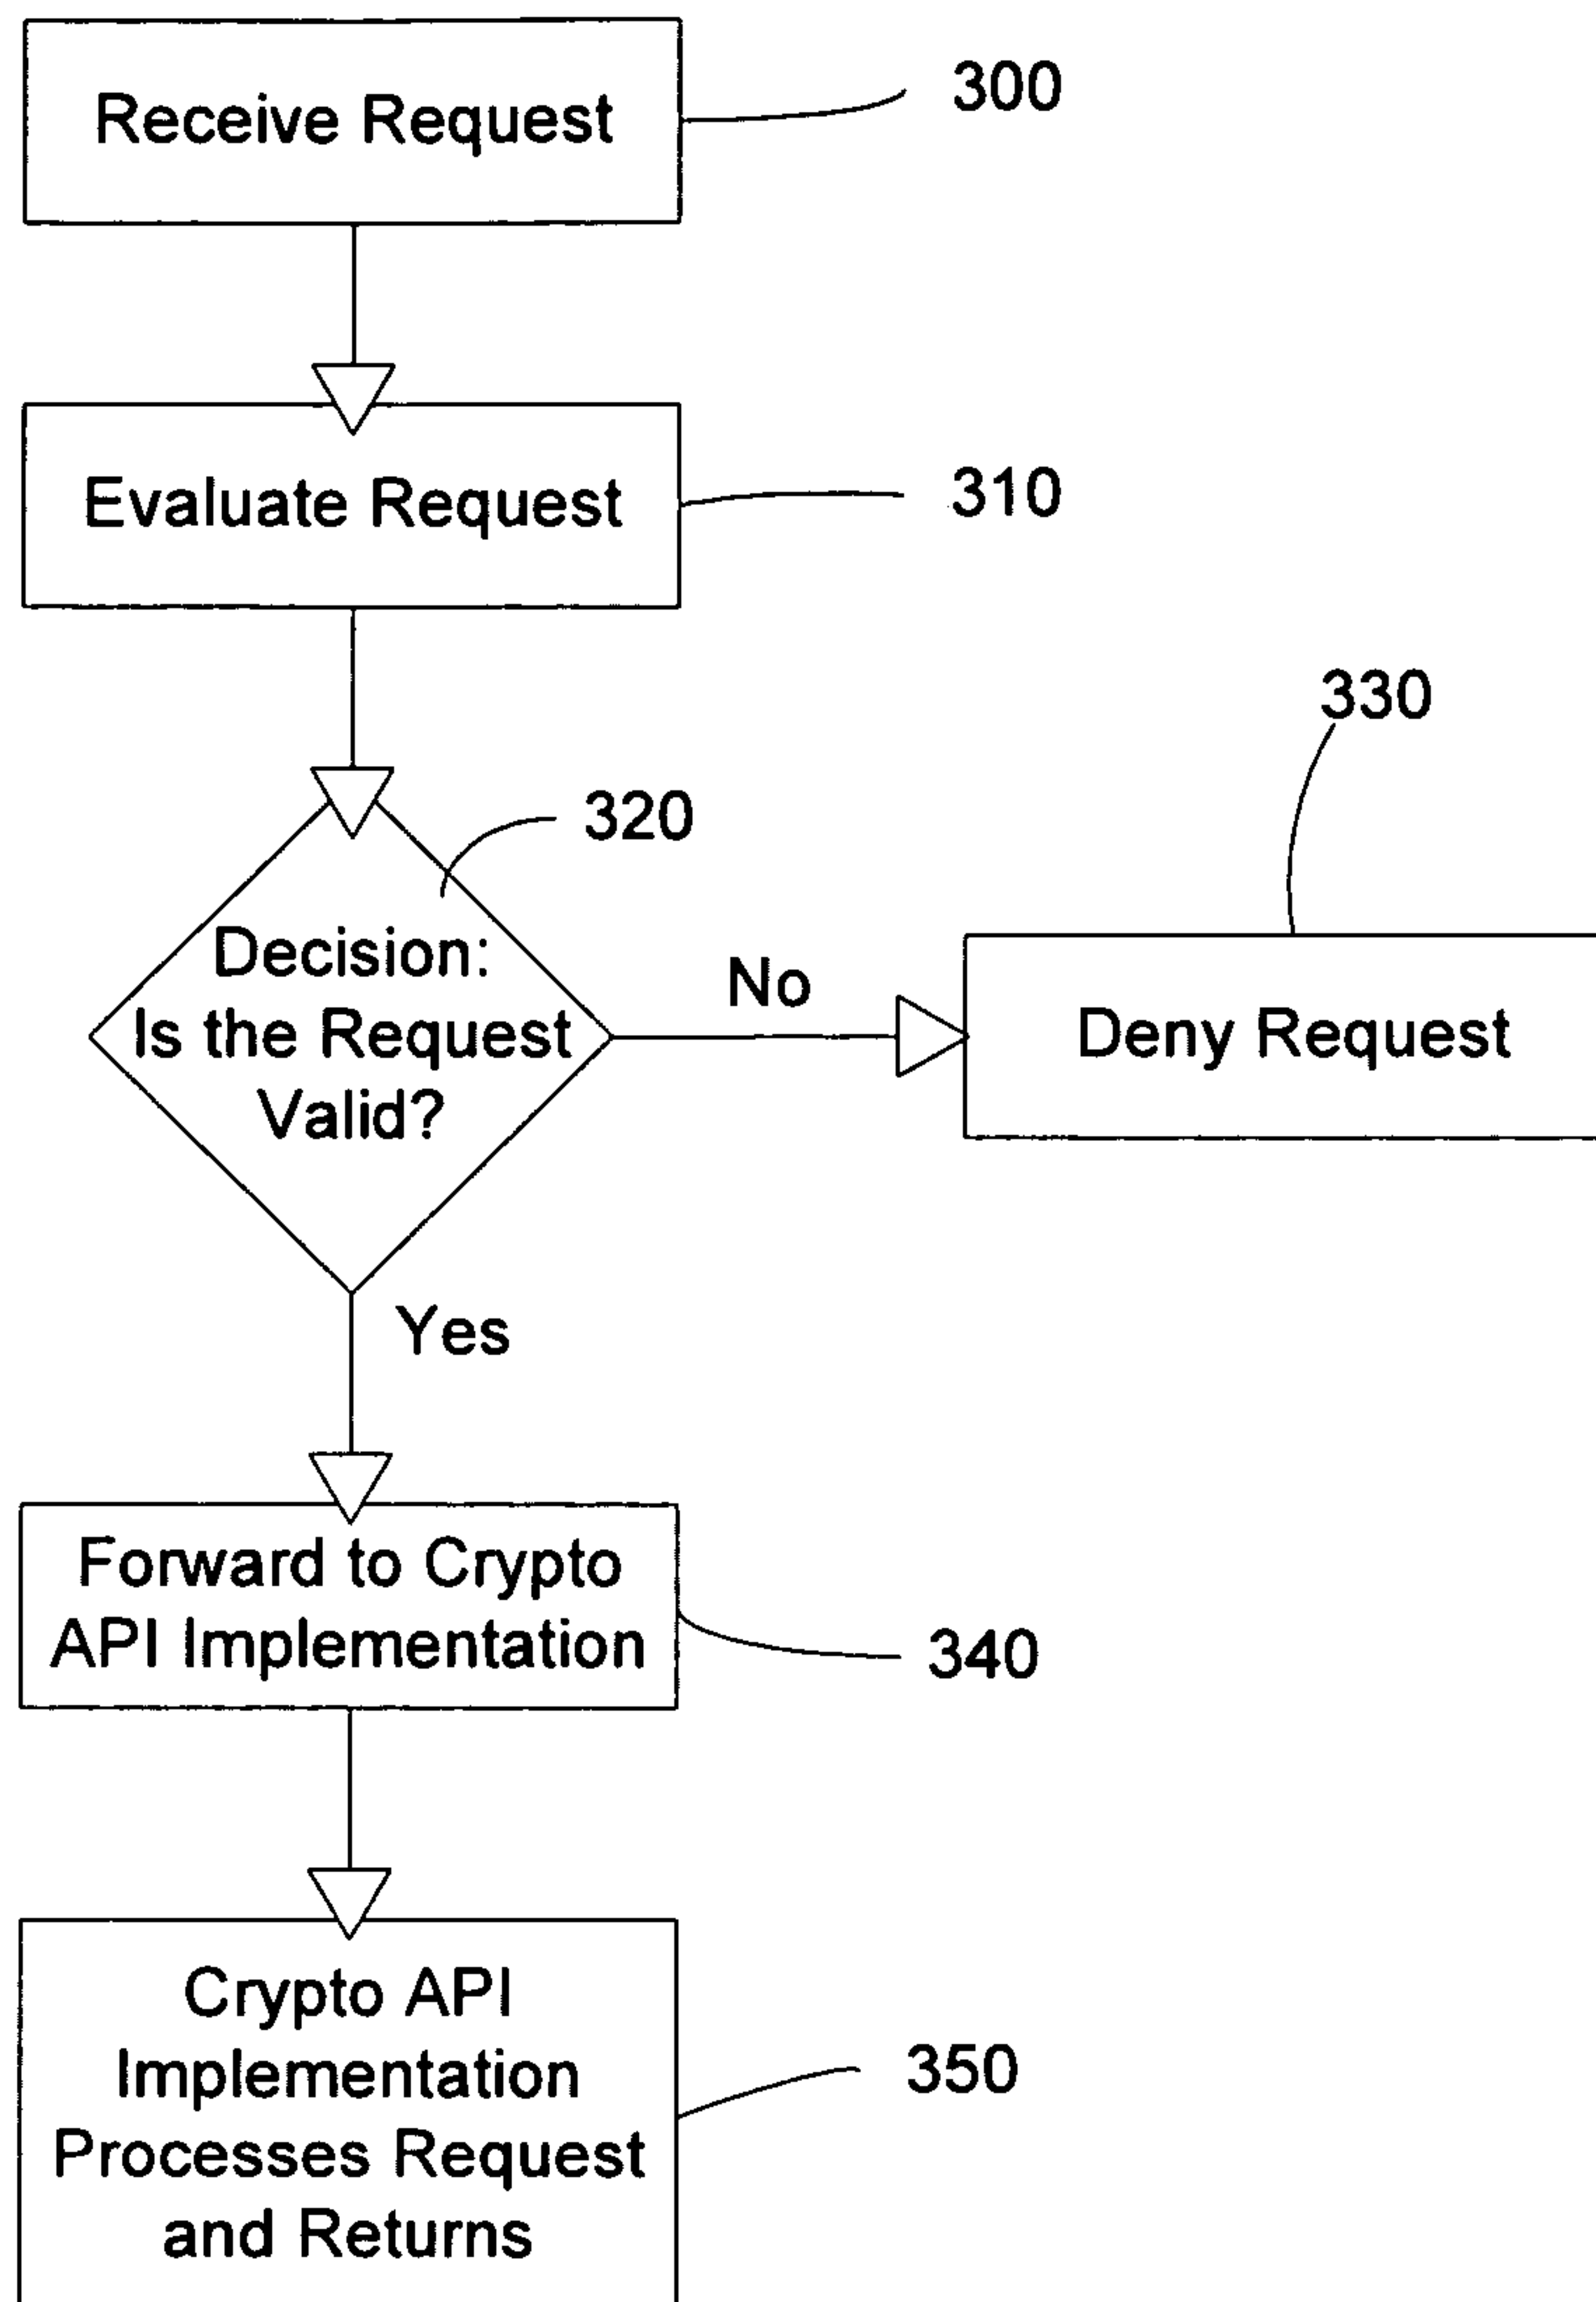 Receive Request
300
Evaluate Request
310
330
320
Decision:
Is the Request
Valid?
No
Deny Request
Yes
Forward to Crypto
API Implementation
340
Crypto API
Implementation
Processes Request
and Returns
350